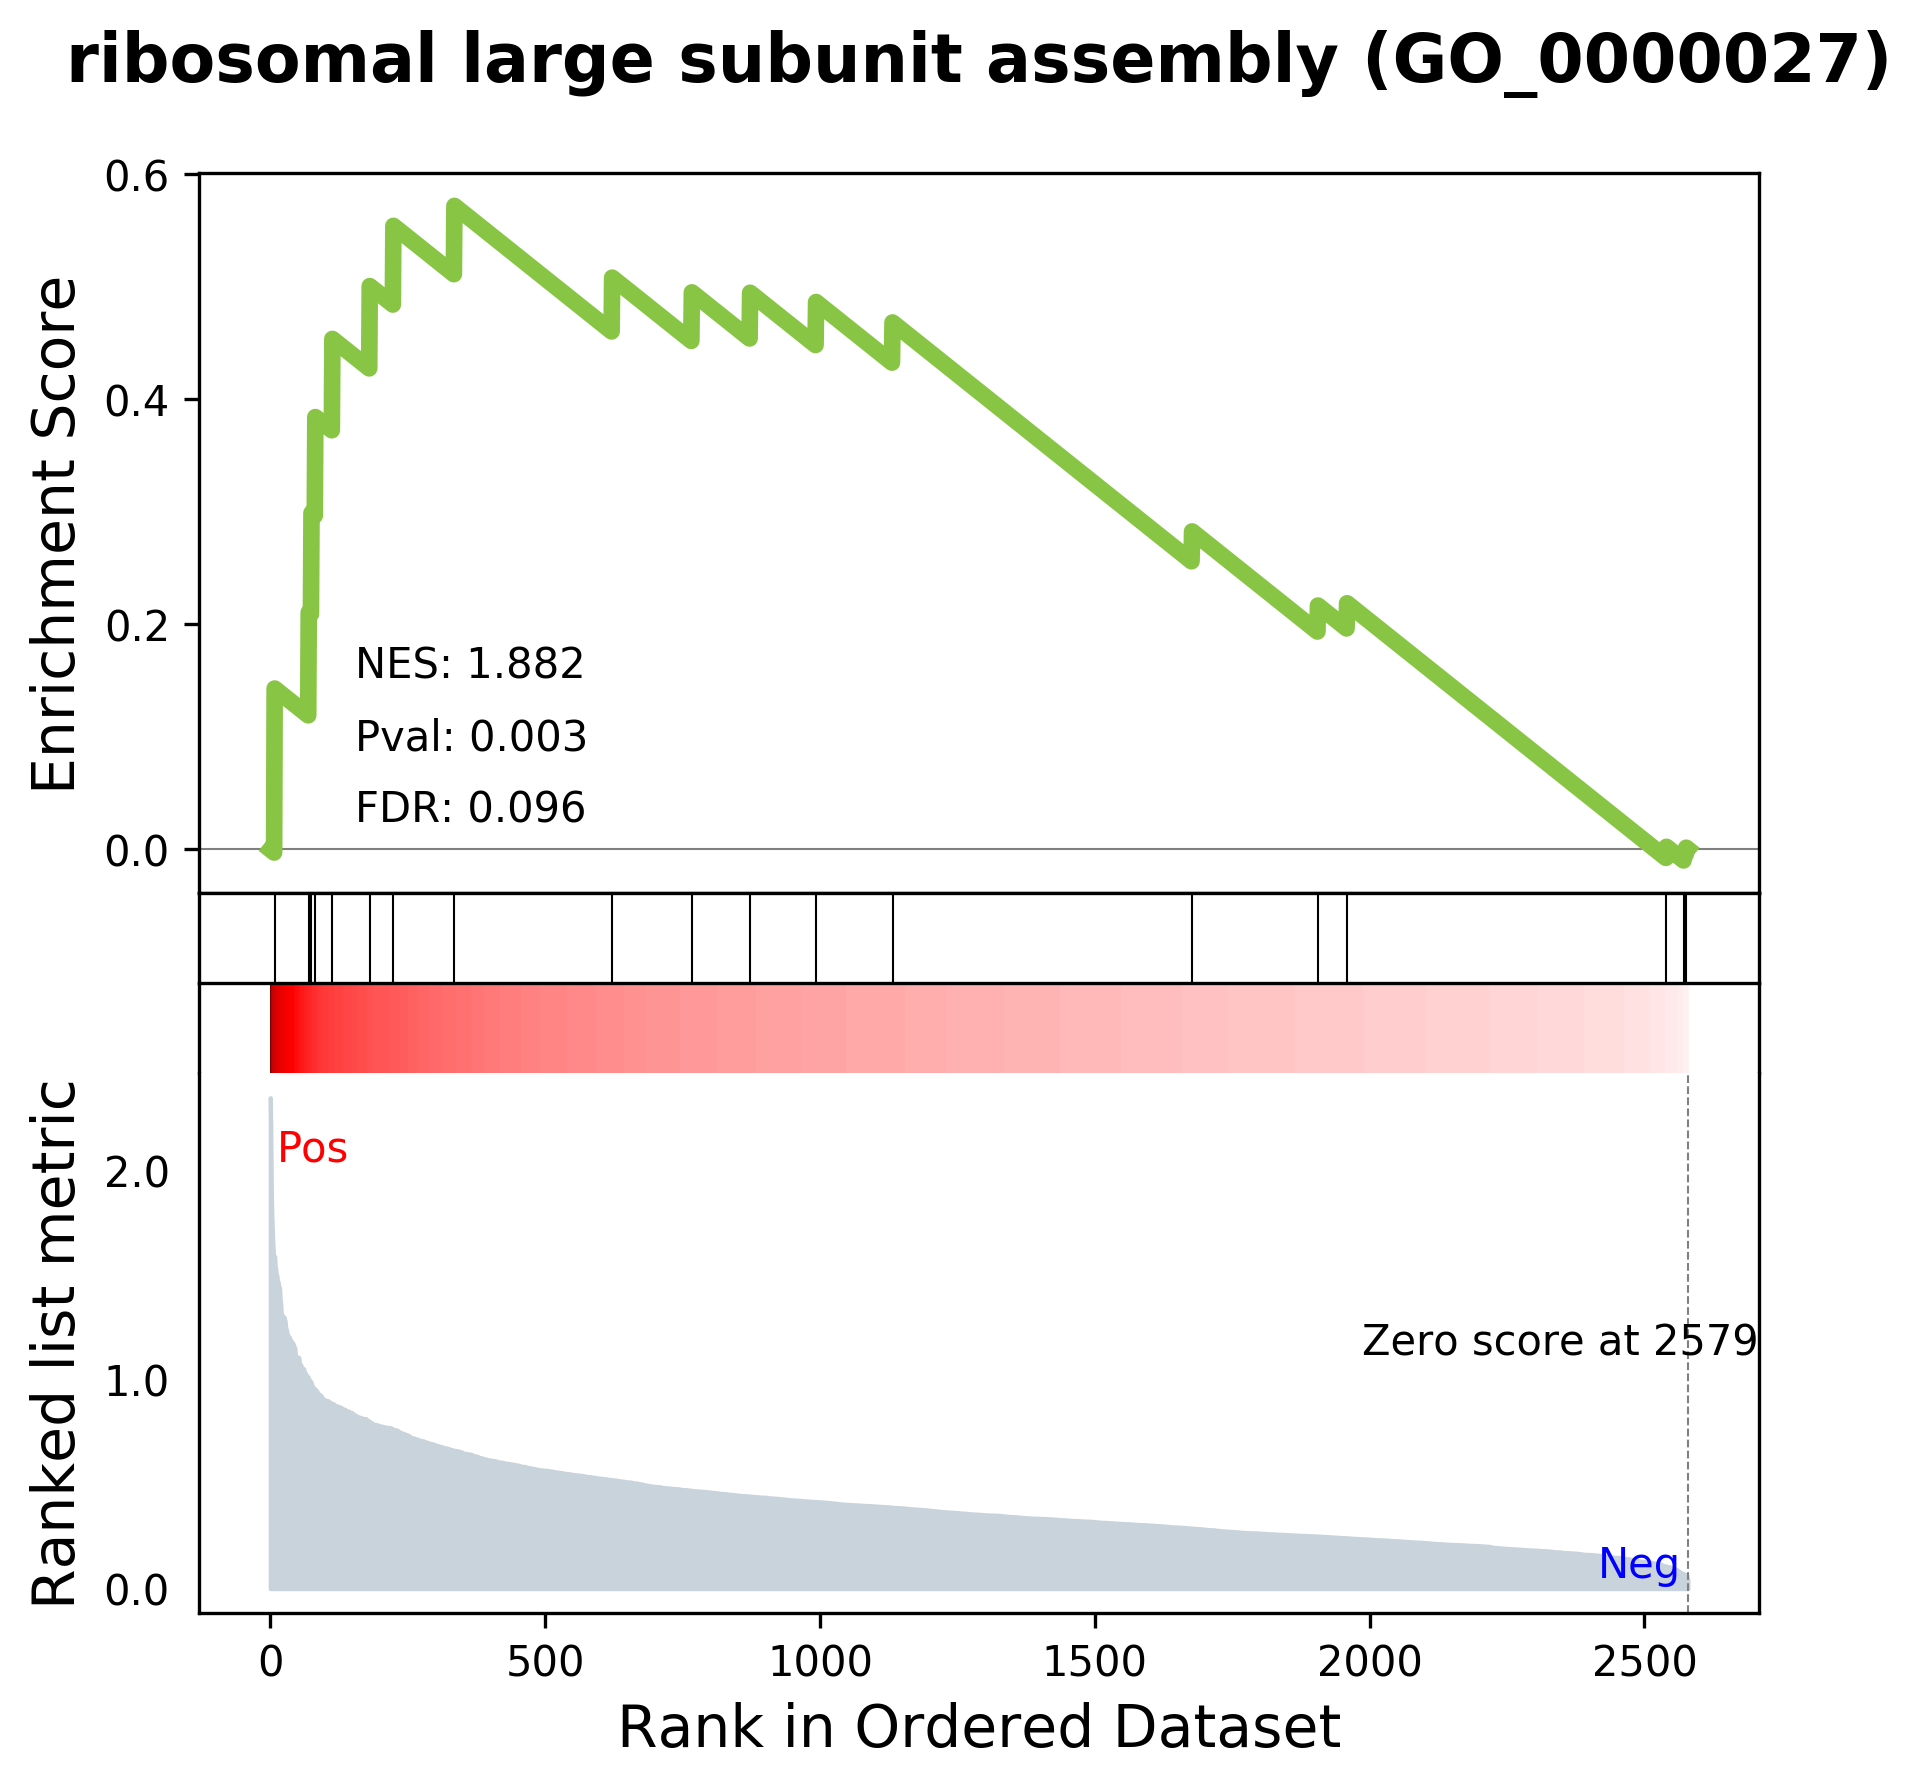 ribosomal large subunit assembly (GO_0000027)
Enrichment Score
0.6
0.4
0.2
0.0
NES: 1.882
Pval: 0.003
FDR: 0.096
Ranked list metric
2.0
1.0
0.0
Pos
Zero score at 2579
Neg
0 500 1000 1500 2000 2500
Rank in Ordered Dataset